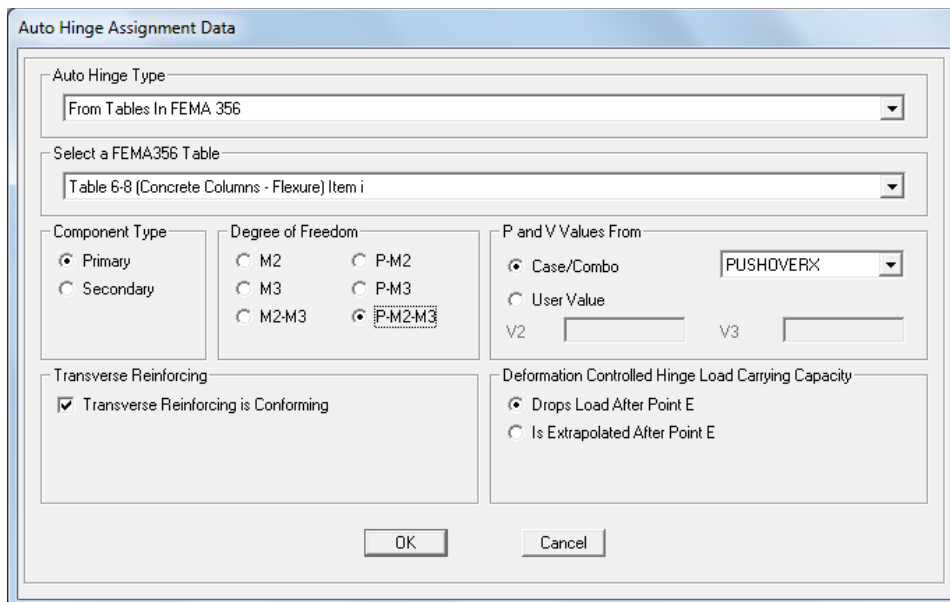 Auto Hinge Assignment Data
Auto Hinge Type
From Tables In FEMA 356
Select a FEMA356 Table
Table 6-8 (Concrete Columns - Flexure) Item i
Component Type
Primary
Secondary
Degree of Freedom
M2 P-M2
M3 P-M3
M2-M3 P-M2-M3
P and V Values From
Case/Combo PUSHOVERX
User Value
V2 V3
Transverse Reinforcing
Transverse Reinforcing is Conforming
Deformation Controlled Hinge Load Carrying Capacity
Drops Load After Point E
Is Extrapolated After Point E
OK Cancel